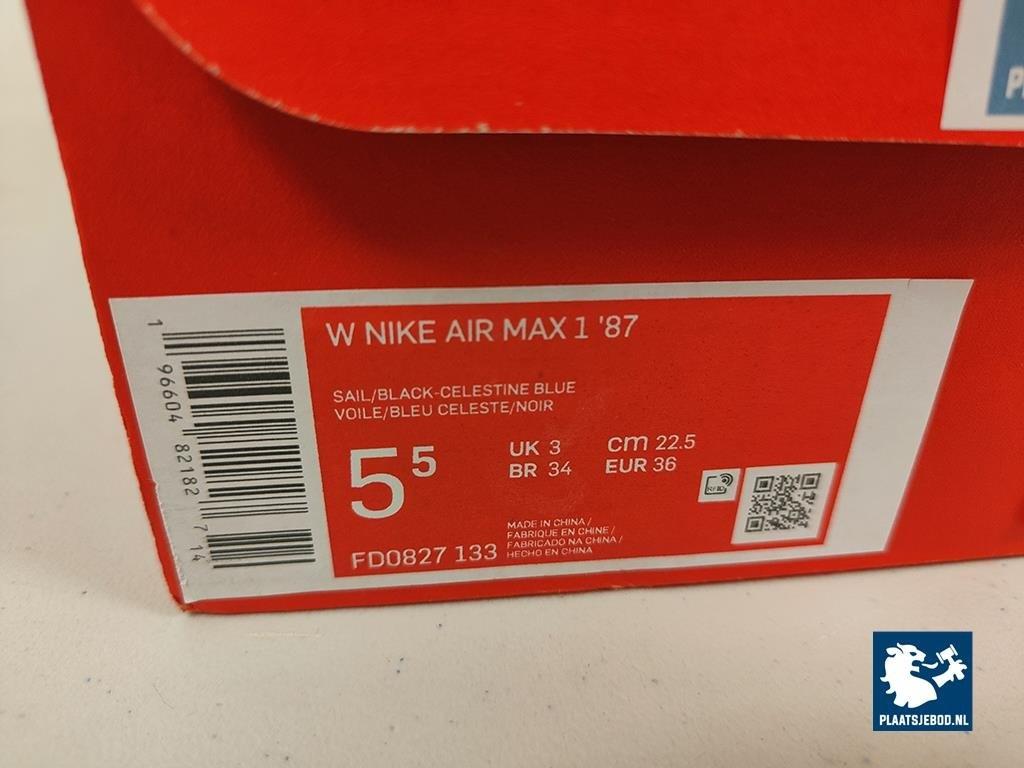 1
96604 82182 7 14
W NIKE AIR MAX 1 '87
SAIL/BLACK-CELESTINE BLUE
VOILE/BLEU CELESTE/NOIR
5⁵
UK 3
cm 22.5
BR 34
EUR 36
RFID
MADE IN CHINA /
FABRIQUE EN CHINE /
FABRICADO NA CHINA /
HECHO EN CHINA
FD0827 133
PLAATSJEBOD.NL